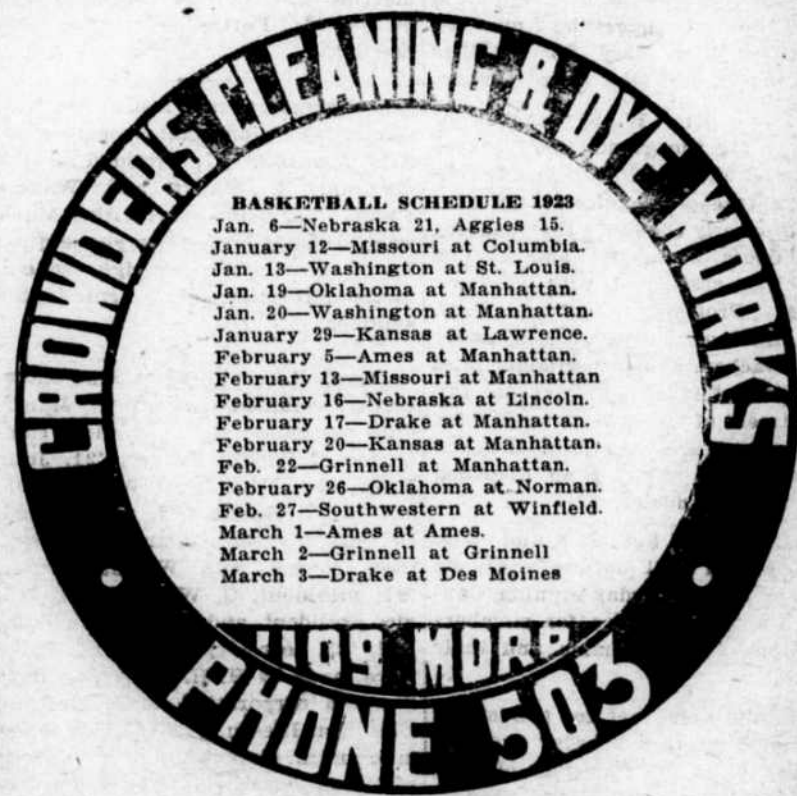 CROWDER'S CLEANING & DYE WORKS
BASKETBALL SCHEDULE 1923
Jan. 6—Nebraska 21, Aggies 15.
January 12—Missouri at Columbia.
Jan. 13—Washington at St. Louis.
Jan. 19—Oklahoma at Manhattan.
Jan. 20—Washington at Manhattan.
January 29—Kansas at Lawrence.
February 5—Ames at Manhattan.
February 13—Missouri at Manhattan
February 16—Nebraska at Lincoln.
February 17—Drake at Manhattan.
February 20—Kansas at Manhattan.
Feb. 22—Grinnell at Manhattan.
February 26—Oklahoma at Norman.
Feb. 27—Southwestern at Winfield.
March 1—Ames at Ames.
March 2—Grinnell at Grinnell
March 3—Drake at Des Moines
1109 MORO
PHONE 503